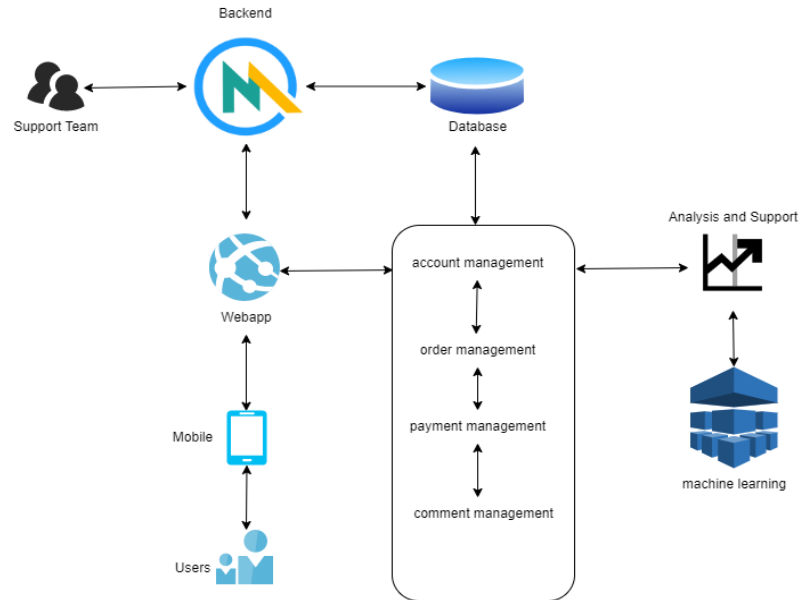 Backend
Support Team
Database
Analysis and Support
account management
Webapp
order management
Mobile
payment management
machine learning
comment management
Users